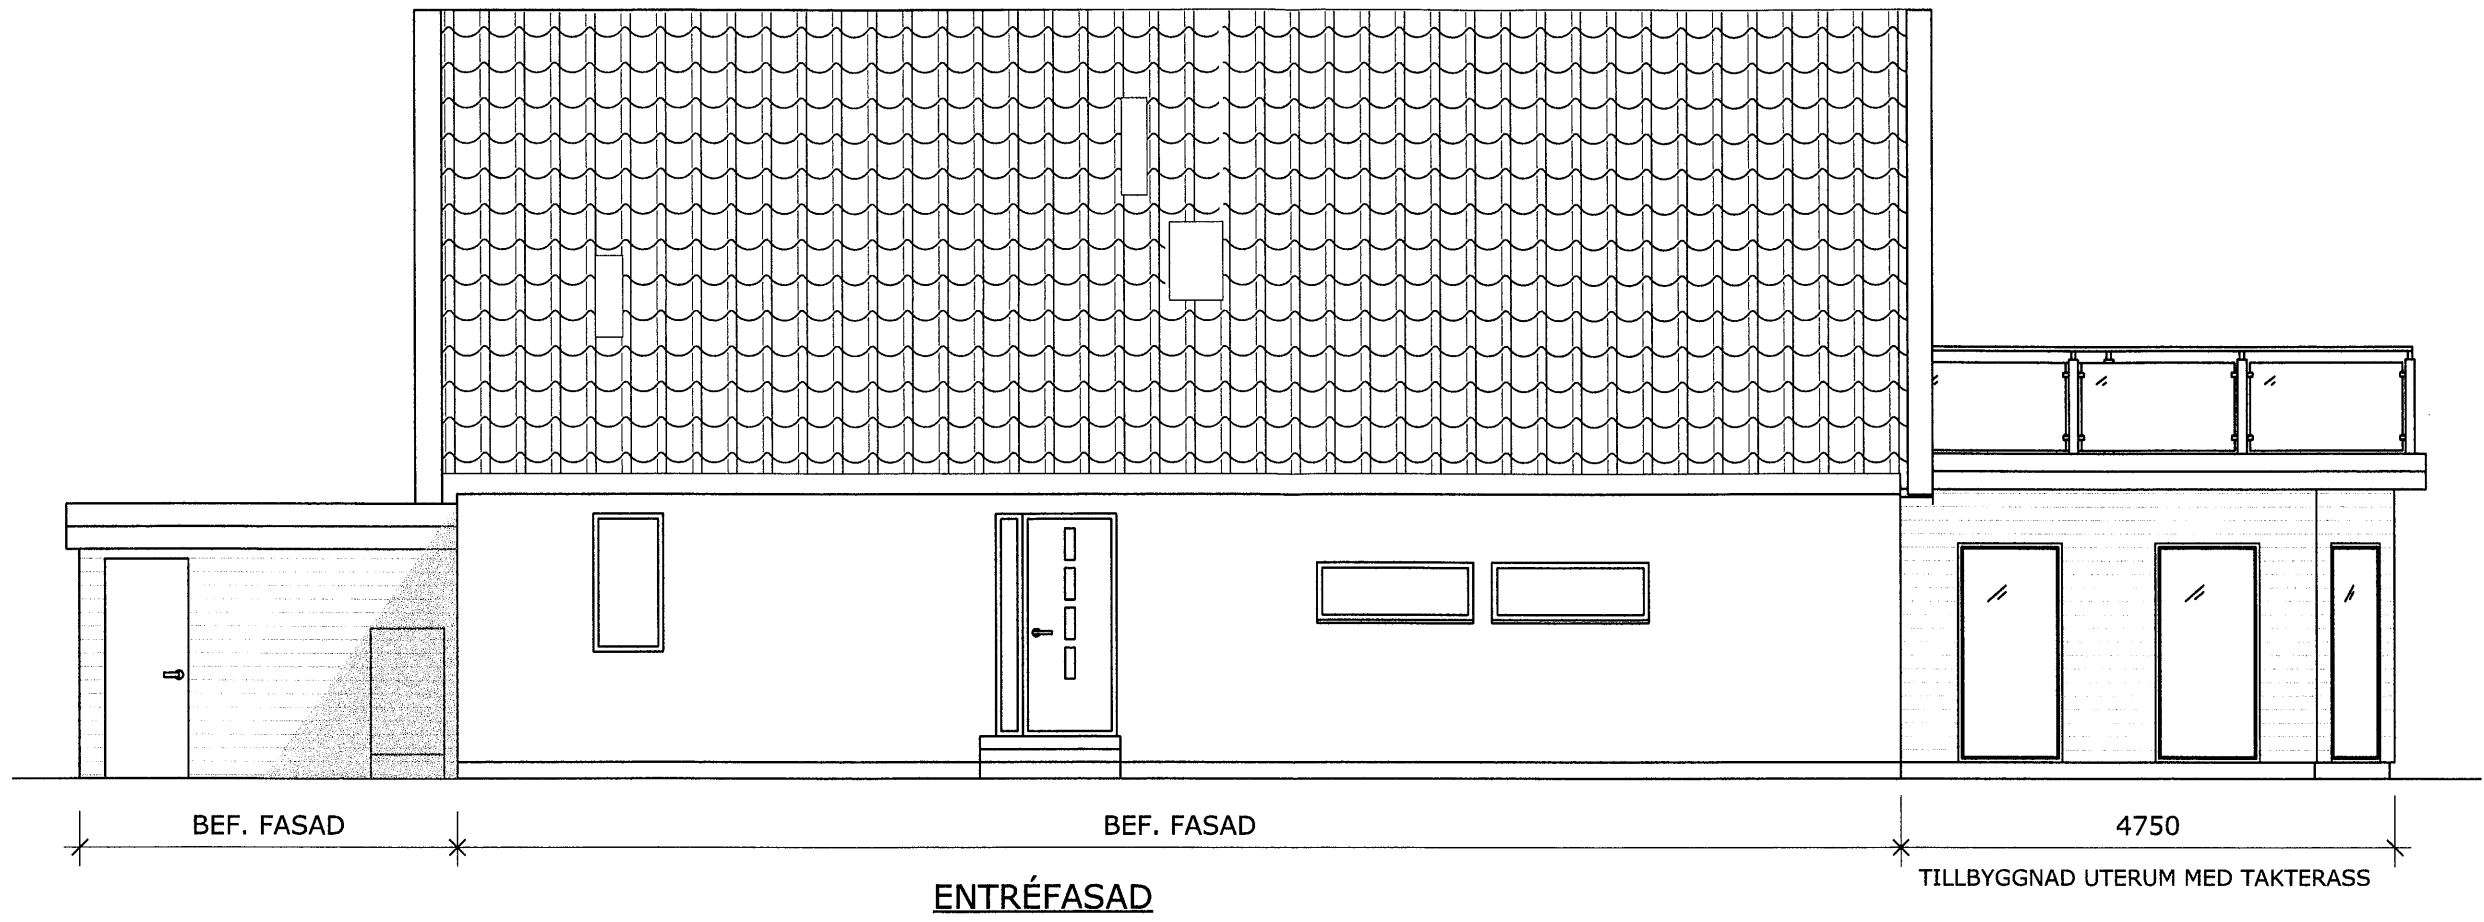 BEF. FASAD
BEF. FASAD
4750
TILLBYGGNAD UTERUM MED TAKTERASS
ENTRÉFASAD